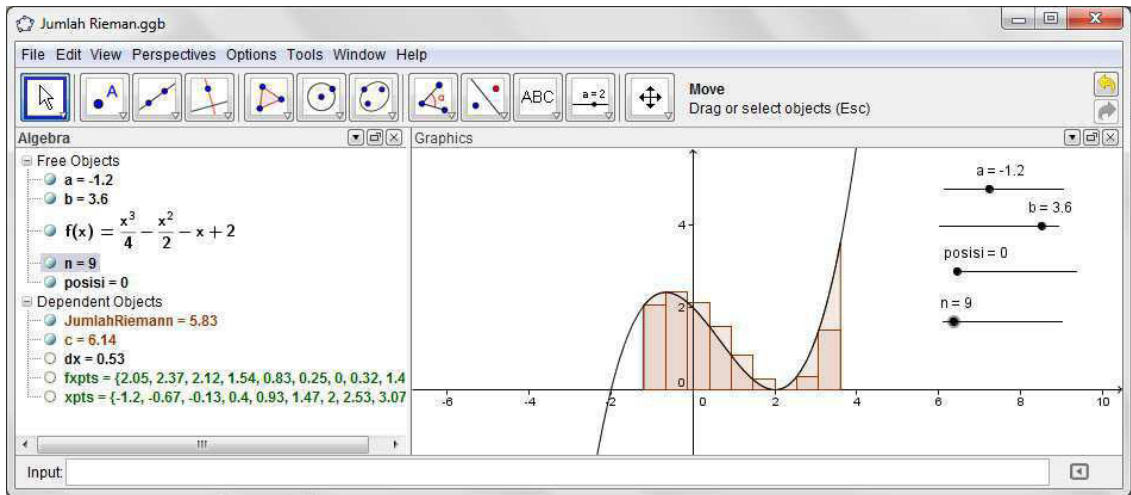 Jumlah Rieman.ggb
File Edit View Perspectives Options Tools Window Help
A
α
ABC
a = 2
Move
Drag or select objects (Esc)
Algebra
Free Objects
a = -1.2
b = 3.6
f(x) = x³/4 − x²/2 − x + 2
n = 9
posisi = 0
Dependent Objects
JumlahRiemann = 5.83
c = 6.14
dx = 0.53
fxpts = {2.05, 2.37, 2.12, 1.54, 0.83, 0.25, 0, 0.32, 1.4
xpts = {-1.2, -0.67, -0.13, 0.4, 0.93, 1.47, 2, 2.53, 3.07
Graphics
4
2
0
-6 -4 -2 0 2 4 6 8 10
a = -1.2
b = 3.6
posisi = 0
n = 9
Input: